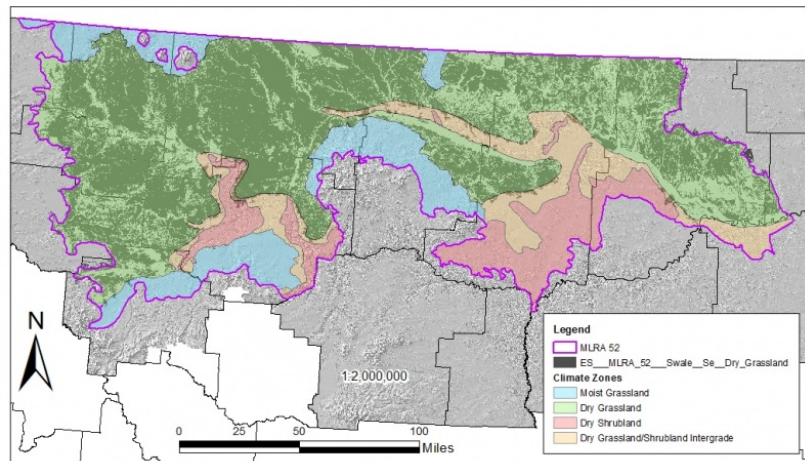 N
1:2,000,000
0 25 50 100
Miles
Legend
MLRA 52
ES___MLRA_52___Swale__Se__Dry_Grassland
Climate Zones
Moist Grassland
Dry Grassland
Dry Shrubland
Dry Grassland/Shrubland Intergrade